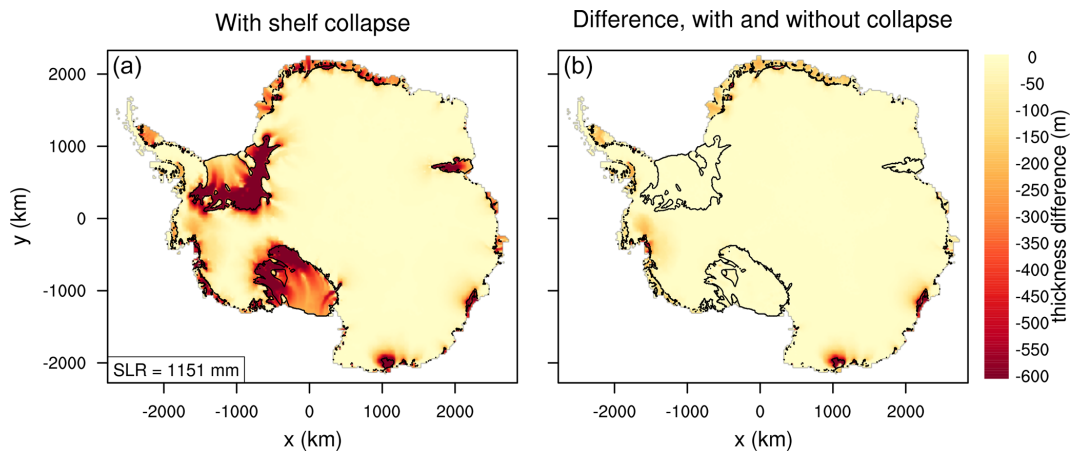 With shelf collapse
Difference, with and without collapse
(a)
(b)
2000
1000
0
-1000
-2000
y (km)
SLR = 1151 mm
-2000 -1000 0 1000 2000
x (km)
-2000 -1000 0 1000 2000
x (km)
0
-50
-100
-150
-200
-250
-300
-350
-400
-450
-500
-550
-600
thickness difference (m)